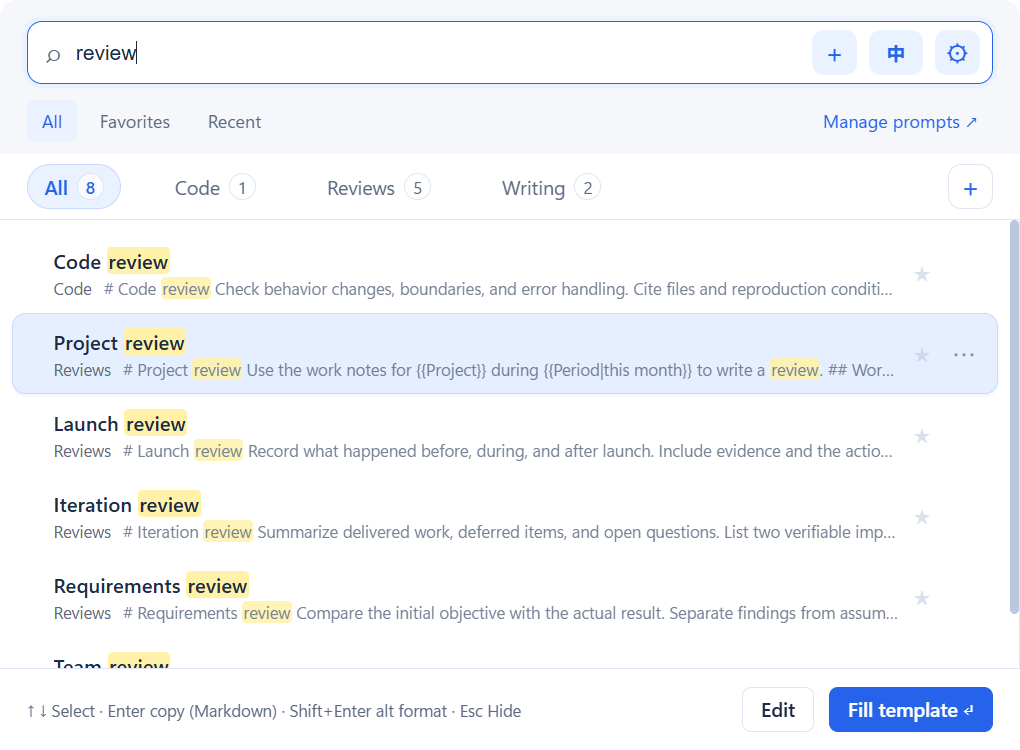 review
+ 中
All Favorites Recent Manage prompts ↗
All 8 Code 1 Reviews 5 Writing 2 +
Code review
Code # Code review Check behavior changes, boundaries, and error handling. Cite files and reproduction conditi...
Project review
Reviews # Project review Use the work notes for {{Project}} during {{Period|this month}} to write a review. ## Wor...
Launch review
Reviews # Launch review Record what happened before, during, and after launch. Include evidence and the actio...
Iteration review
Reviews # Iteration review Summarize delivered work, deferred items, and open questions. List two verifiable imp...
Requirements review
Reviews # Requirements review Compare the initial objective with the actual result. Separate findings from assum...
Team review
↑↓ Select · Enter copy (Markdown) · Shift+Enter alt format · Esc Hide Edit Fill template ↵